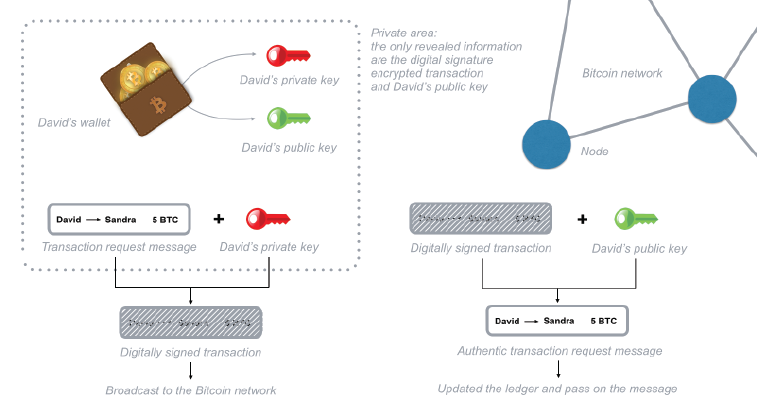 Private area:
the only revealed information
are the digital signature
encrypted transaction
and David's public key
David's private key
Bitcoin network
David's wallet
David's public key
Node
David → Sandra 5 BTC
+
+
Transaction request message
David's private key
Digitally signed transaction
David's public key
David → Sandra 5 BTC
Digitally signed transaction
Authentic transaction request message
Broadcast to the Bitcoin network
Updated the ledger and pass on the message